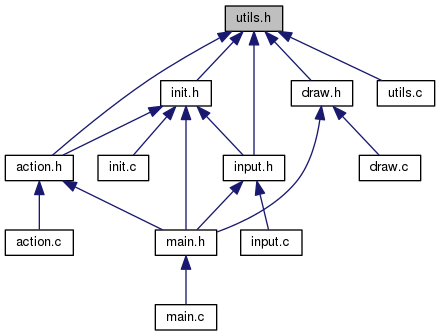 utils.h
init.h
draw.h
utils.c
action.h
init.c
input.h
draw.c
action.c
main.h
input.c
main.c